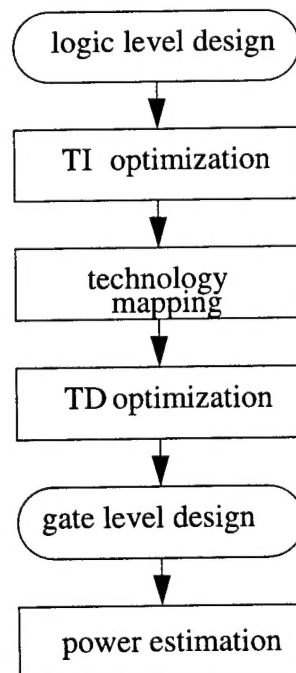 logic level design
TI optimization
technology
mapping
TD optimization
gate level design
power estimation